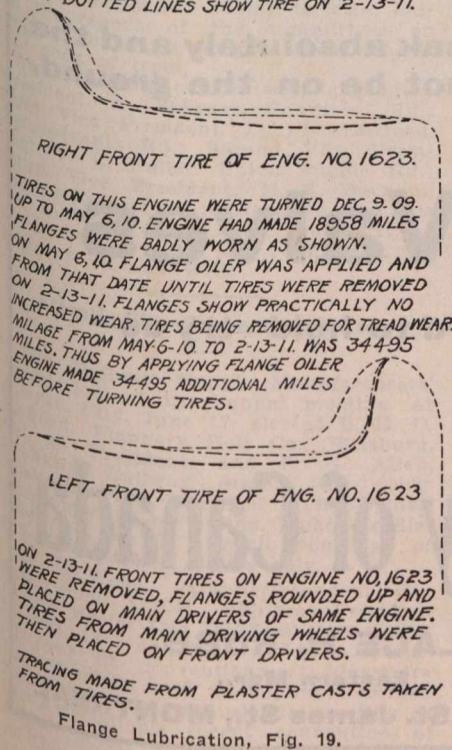 DOTTED LINES SHOW TIRE ON 2-13-11.
RIGHT FRONT TIRE OF ENG. NO. 1623.
TIRES ON THIS ENGINE WERE TURNED DEC, 9. 09.
UP TO MAY 6, 10. ENGINE HAD MADE 18958 MILES
FLANGES WERE BADLY WORN AS SHOWN.
ON MAY 6, 10. FLANGE OILER WAS APPLIED AND
FROM THAT DATE UNTIL TIRES WERE REMOVED
ON 2-13-11. FLANGES SHOW PRACTICALLY NO
INCREASED WEAR. TIRES BEING REMOVED FOR TREAD WEAR.
MILAGE FROM MAY-6-10. TO 2-13-11. WAS 34495
MILES. THUS BY APPLYING FLANGE OILER
ENGINE MADE 34495 ADDITIONAL MILES
BEFORE TURNING TIRES.
LEFT FRONT TIRE OF ENG. NO. 1623
ON 2-13-11. FRONT TIRES ON ENGINE NO, 1623
WERE REMOVED, FLANGES ROUNDED UP AND
PLACED ON MAIN DRIVERS OF SAME ENGINE.
TIRES FROM MAIN DRIVING WHEELS WERE
THEN PLACED ON FRONT DRIVERS.
TRACING MADE FROM PLASTER CASTS TAKEN
FROM TIRES.
Flange Lubrication, Fig. 19.